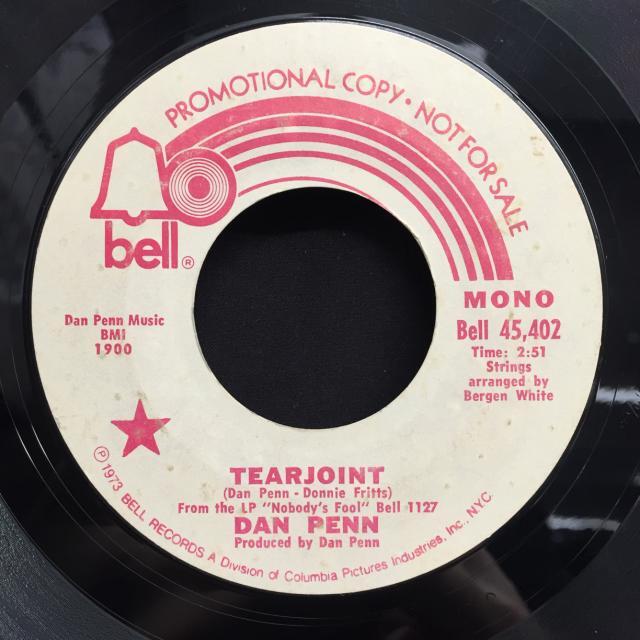 PROMOTIONAL COPY · NOT FOR SALE
bell®
MONO
Bell 45,402
Time: 2:51
Strings
arranged by
Bergen White
Dan Penn Music
BMI
1900
TEARJOINT
(Dan Penn - Donnie Fritts)
From the LP "Nobody's Fool" Bell 1127
DAN PENN
Produced by Dan Penn
℗1973 BELL RECORDS A Division of Columbia Pictures Industries, Inc., NYC.